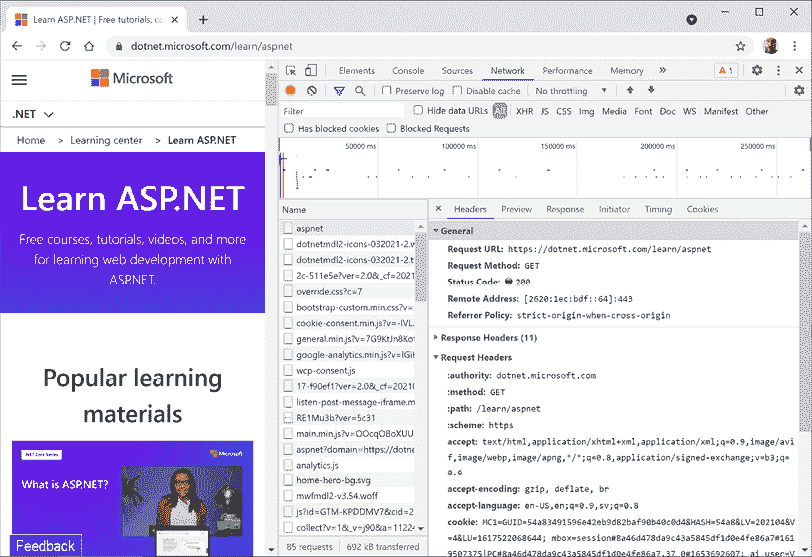 Learn ASP.NET | Free tutorials, co
dotnet.microsoft.com/learn/aspnet
Microsoft
.NET
Home > Learning center > Learn ASP.NET
Learn ASP.NET
Free courses, tutorials, videos, and more
for learning web development with
ASP.NET.
Popular learning
materials
.NET Core Series
Microsoft
What is ASP.NET?
Feedback
Elements Console Sources Network Performance Memory » 1
Preserve log Disable cache No throttling
Filter Hide data URLs All XHR JS CSS Img Media Font Doc WS Manifest Other
Has blocked cookies Blocked Requests
50000 ms 100000 ms 150000 ms 200000 ms 250000 ms
Name
aspnet
dotnetmdl2-icons-032021-2.w
dotnetmdl2-icons-032021-2.t
2c-511e5e?ver=2.0&_cf=2021
override.css?c=7
bootstrap-custom.min.css?v=
cookie-consent.min.js?v=-IVL
general.min.js?v=7G9KtJn8Kof
google-analytics.min.js?v=IGiH
wcp-consent.js
17-f90ef1?ver=2.0&_cf=20210
listen-post-message-iframe.m
RE1Mu3b?ver=5c31
main.min.js?v=OOcqOBoXUU
aspnet?domain=https://dotne
analytics.js
home-hero-bg.svg
mwfmdl2-v3.54.woff
js?id=GTM-KPDDMV7&cid=2
collect?v=1&_v=j90&a=11224
85 requests 692 kB transferred
Headers Preview Response Initiator Timing Cookies
General
Request URL: https://dotnet.microsoft.com/learn/aspnet
Request Method: GET
Status Code: 200
Remote Address: [2620:1ec:bdf::64]:443
Referrer Policy: strict-origin-when-cross-origin
Response Headers (11)
Request Headers
:authority: dotnet.microsoft.com
:method: GET
:path: /learn/aspnet
:scheme: https
accept: text/html,application/xhtml+xml,application/xml;q=0.9,image/av
if,image/webp,image/apng,*/*;q=0.8,application/signed-exchange;v=b3;q=
0.9
accept-encoding: gzip, deflate, br
accept-language: en-US,en;q=0.9,sv;q=0.8
cookie: MC1=GUID=54a83491596e42eb9d82baf90b40c0d4&HASH=54a8&LV=202104&V
=4&LU=1617522068644; mbox=session#8a46d478da9c43a5845df1d0e4fe86a7#161